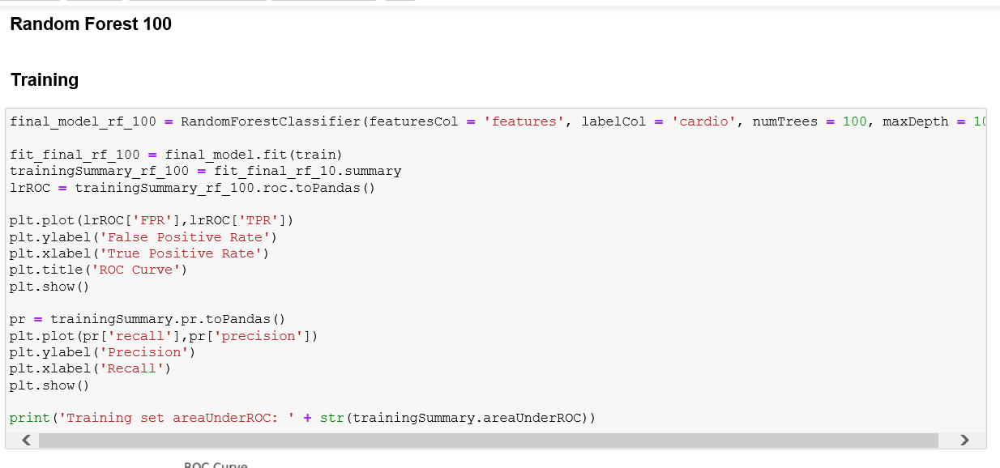 Random Forest 100
Training
final_model_rf_100 = RandomForestClassifier(featuresCol = 'features', labelCol = 'cardio', numTrees = 100, maxDepth = 10
fit_final_rf_100 = final_model.fit(train)
trainingSummary_rf_100 = fit_final_rf_10.summary
lrROC = trainingSummary_rf_100.roc.toPandas()
plt.plot(lrROC['FPR'],lrROC['TPR'])
plt.ylabel('False Positive Rate')
plt.xlabel('True Positive Rate')
plt.title('ROC Curve')
plt.show()
pr = trainingSummary.pr.toPandas()
plt.plot(pr['recall'],pr['precision'])
plt.ylabel('Precision')
plt.xlabel('Recall')
plt.show()
print('Training set areaUnderROC: ' + str(trainingSummary.areaUnderROC))
ROC Curve